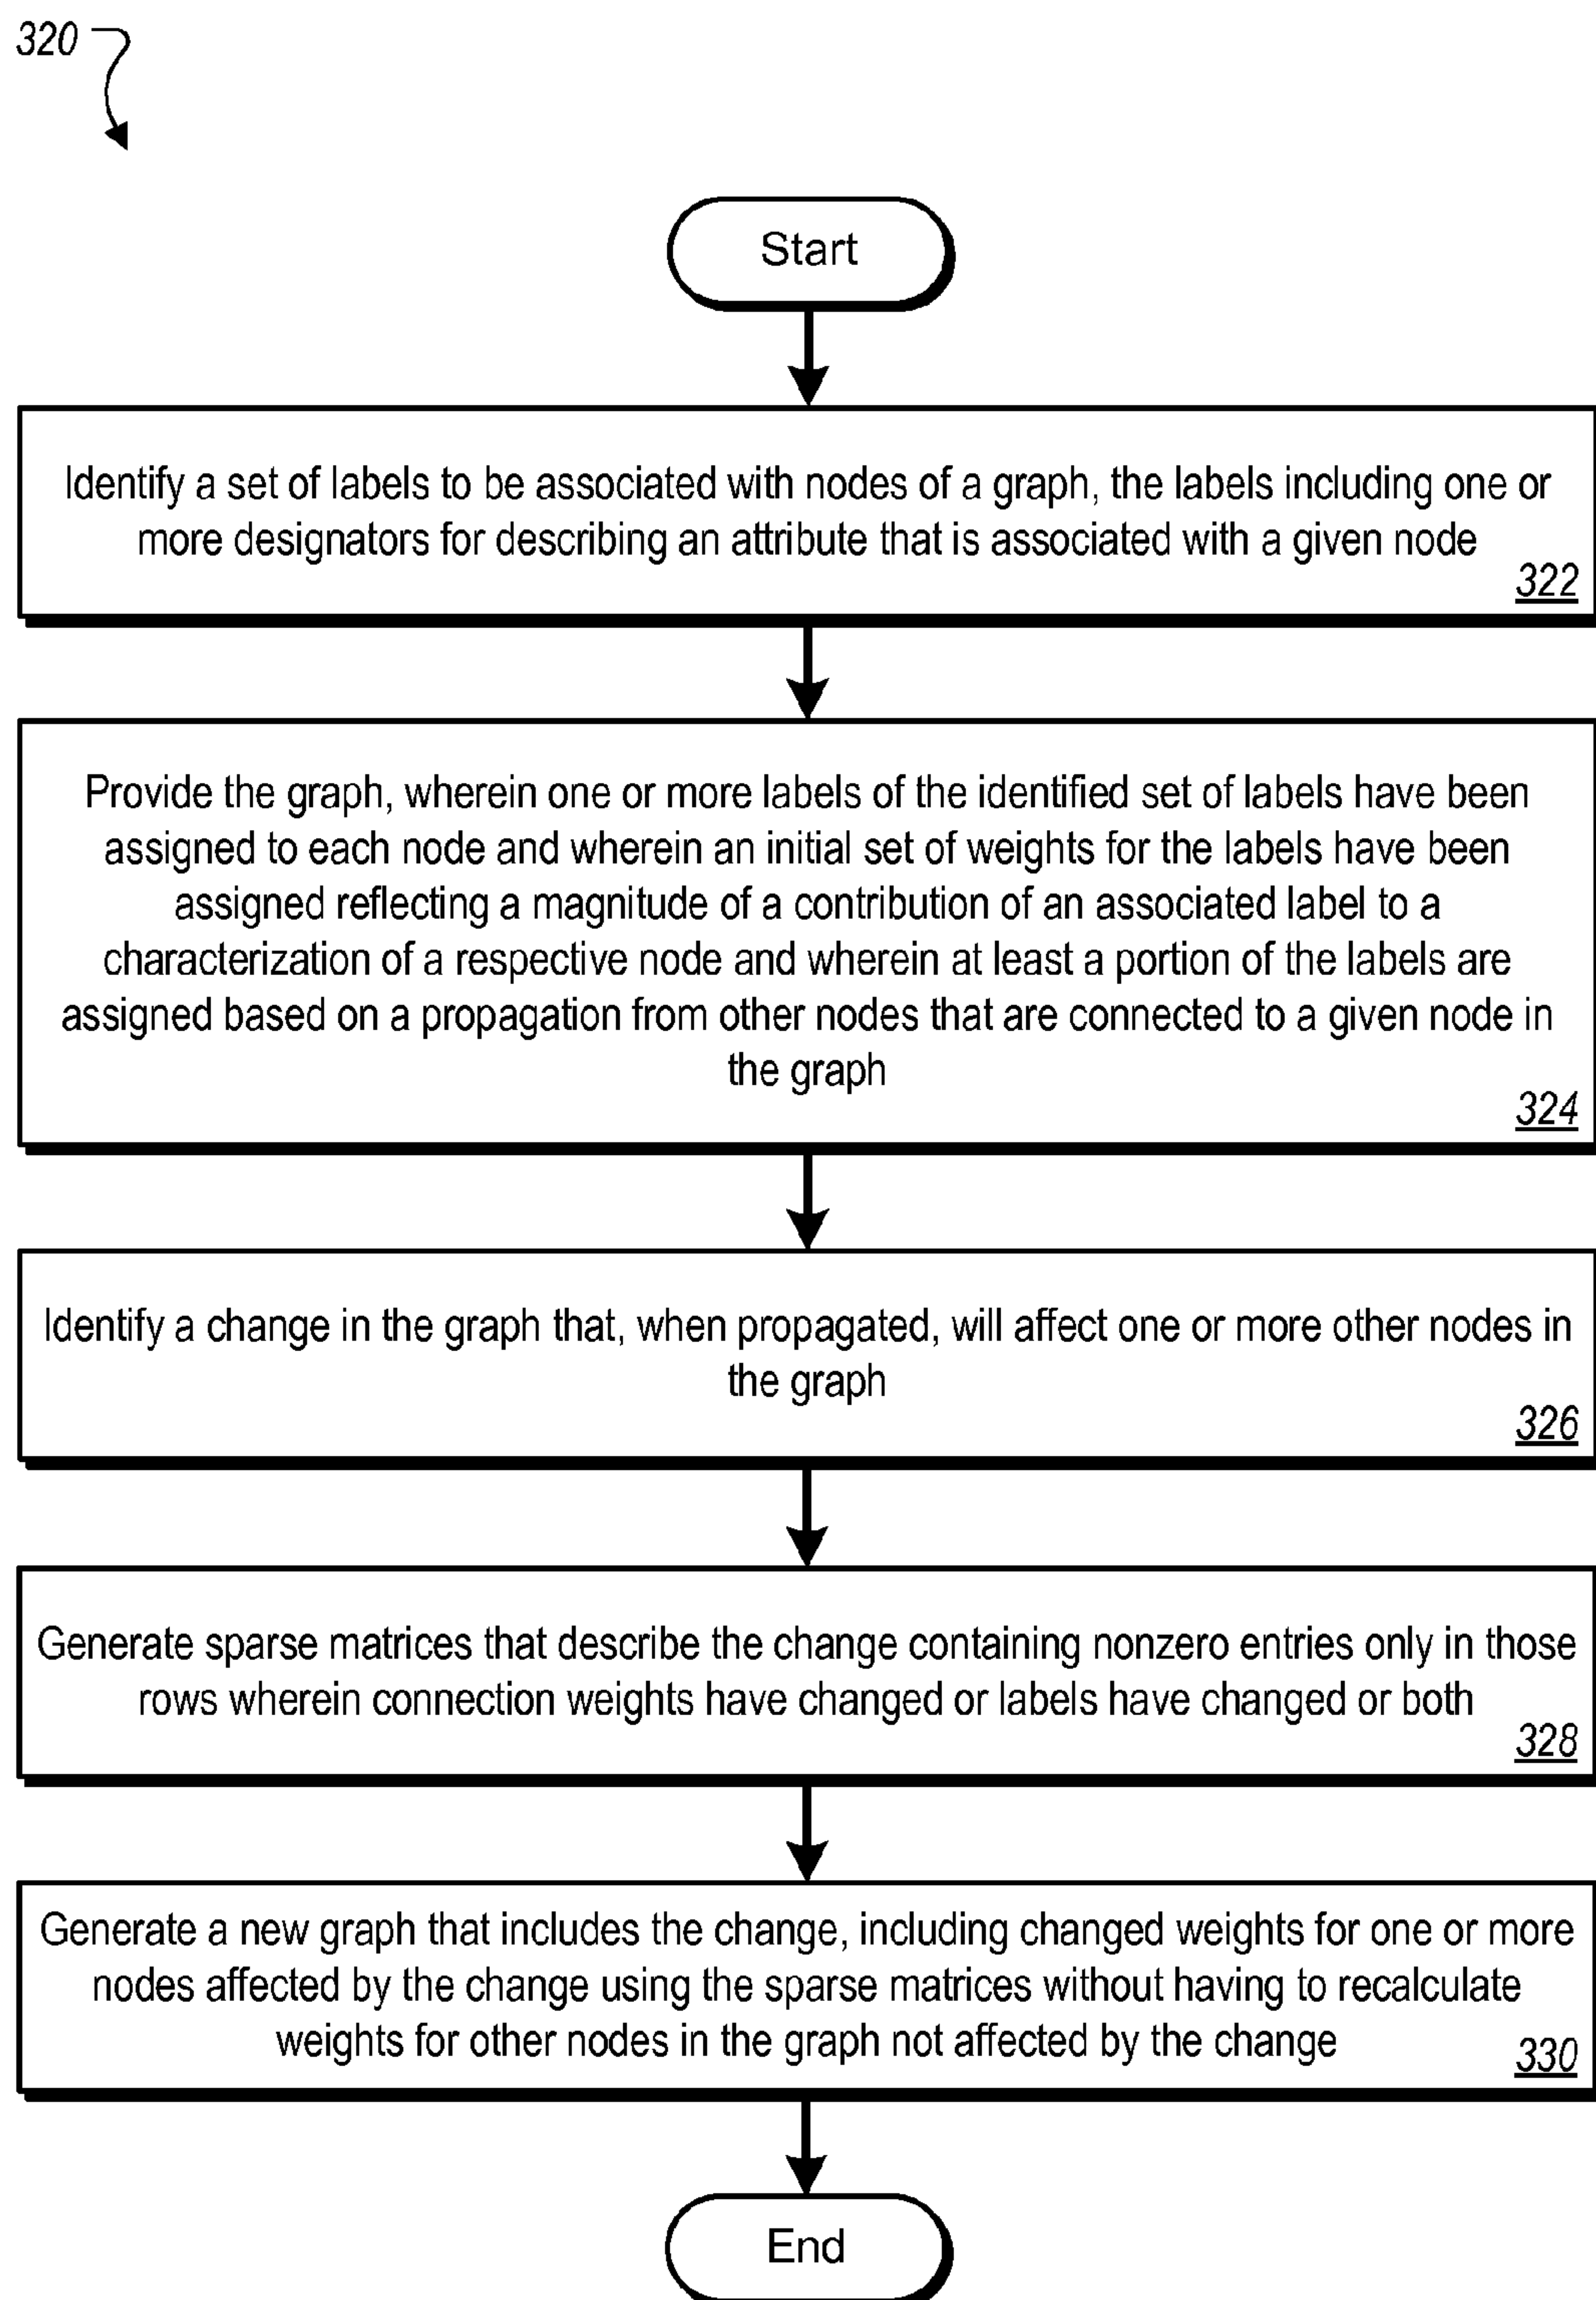 320
Start
Identify a set of labels to be associated with nodes of a graph, the labels including one or
more designators for describing an attribute that is associated with a given node
322
Provide the graph, wherein one or more labels of the identified set of labels have been
assigned to each node and wherein an initial set of weights for the labels have been
assigned reflecting a magnitude of a contribution of an associated label to a
characterization of a respective node and wherein at least a portion of the labels are
assigned based on a propagation from other nodes that are connected to a given node in
the graph
324
Identify a change in the graph that, when propagated, will affect one or more other nodes in
the graph
326
Generate sparse matrices that describe the change containing nonzero entries only in those
rows wherein connection weights have changed or labels have changed or both
328
Generate a new graph that includes the change, including changed weights for one or more
nodes affected by the change using the sparse matrices without having to recalculate
weights for other nodes in the graph not affected by the change
330
End